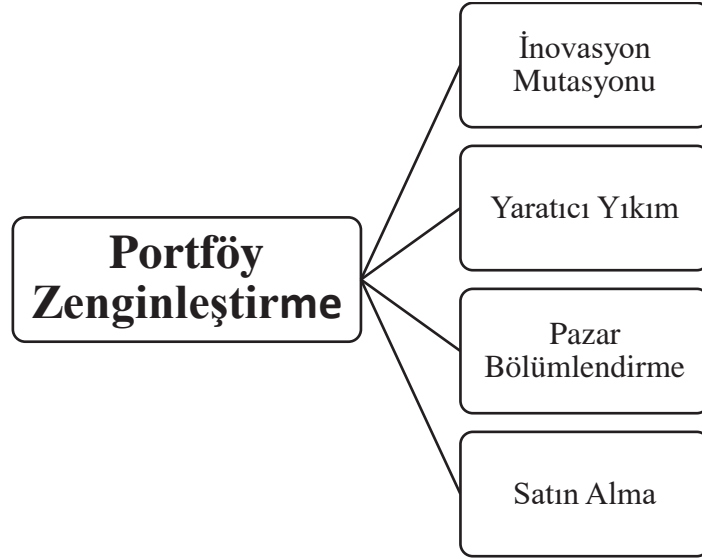 Portföy
Zenginleştirme
İnovasyon
Mutasyonu
Yaratıcı Yıkım
Pazar
Bölümlendirme
Satın Alma